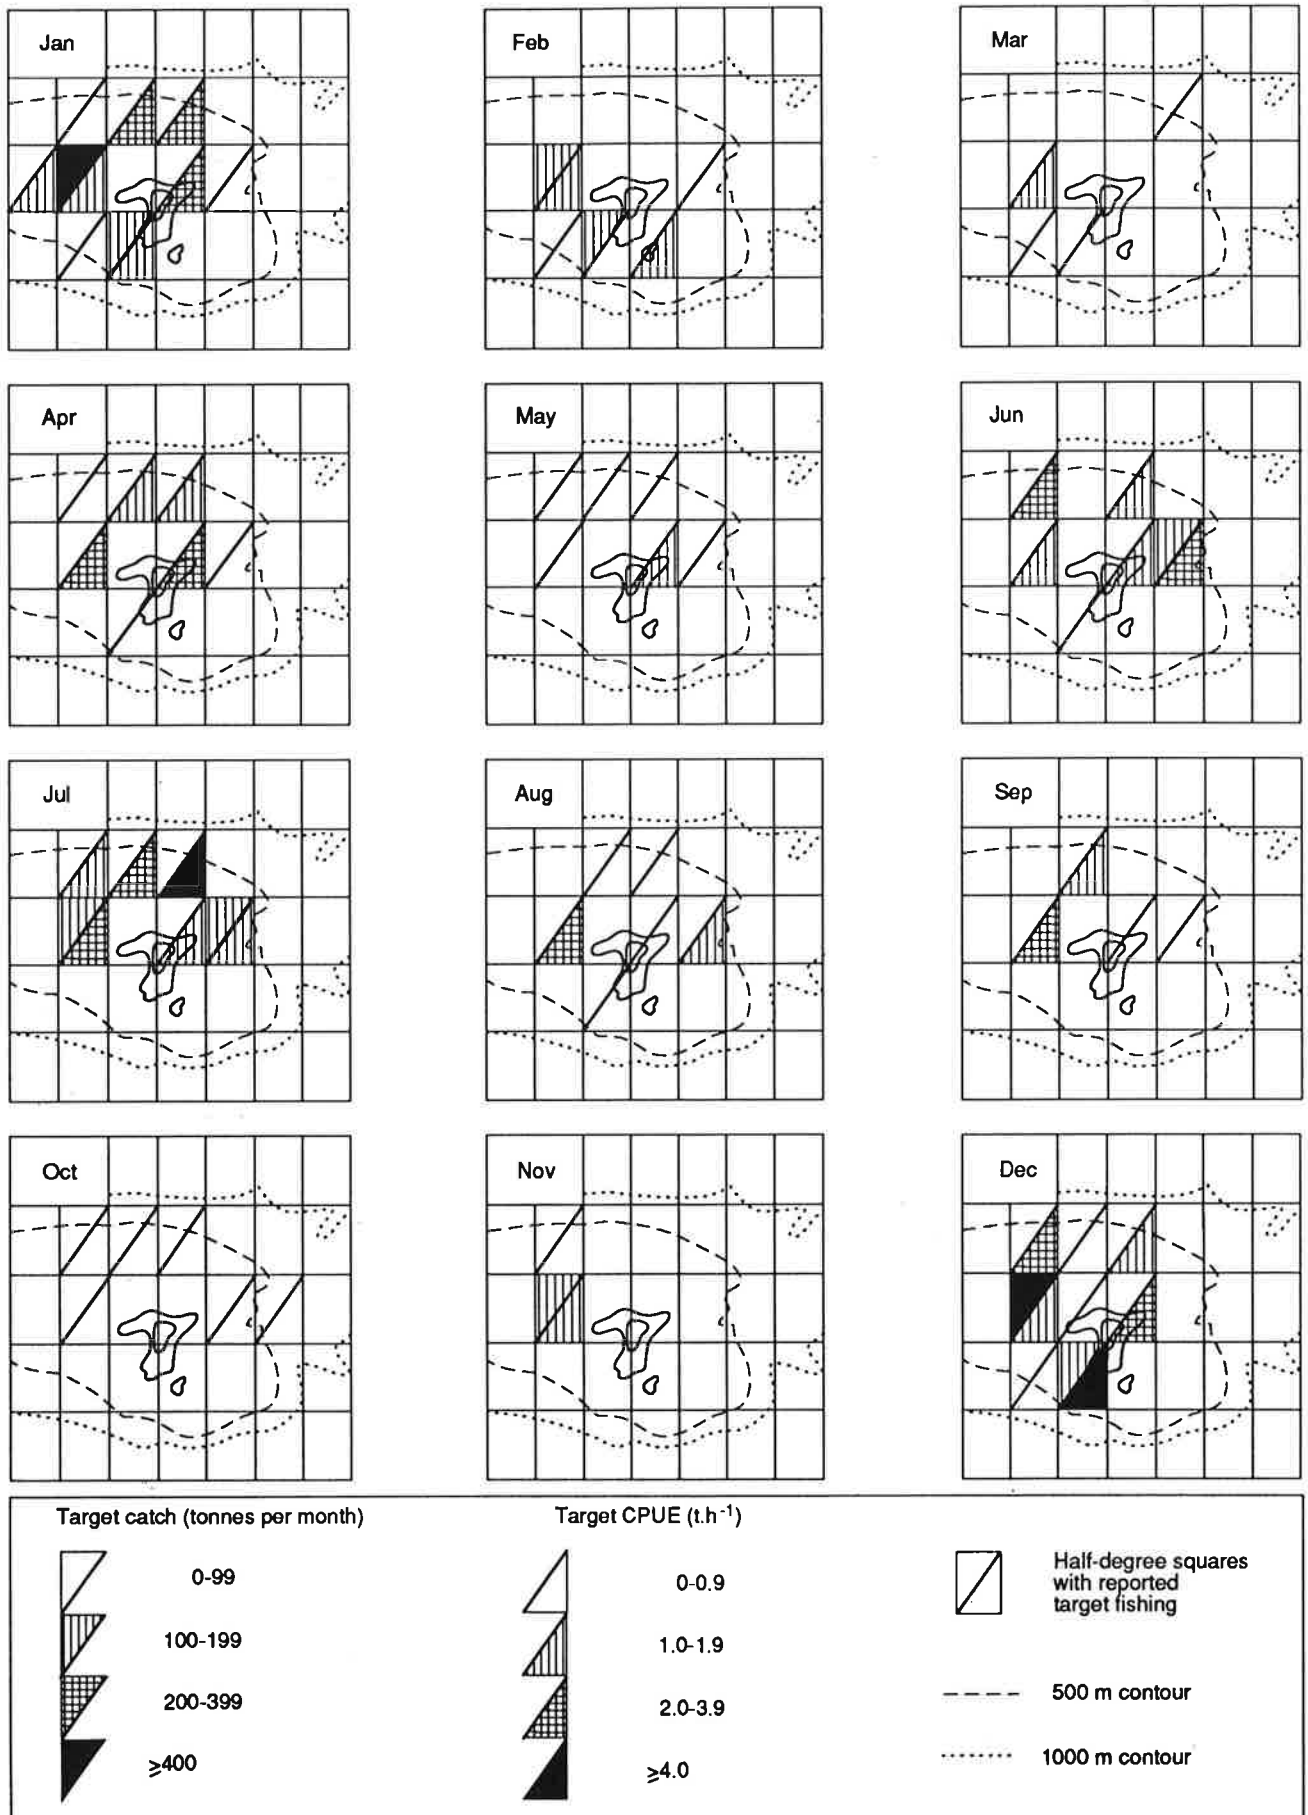 Jan
Feb
Mar
Apr
May
Jun
Jul
Aug
Sep
Oct
Nov
Dec
Target catch (tonnes per month)
0-99
100-199
200-399
≥400
Target CPUE (t.h⁻¹)
0-0.9
1.0-1.9
2.0-3.9
≥4.0
Half-degree squares
with reported
target fishing
500 m contour
1000 m contour